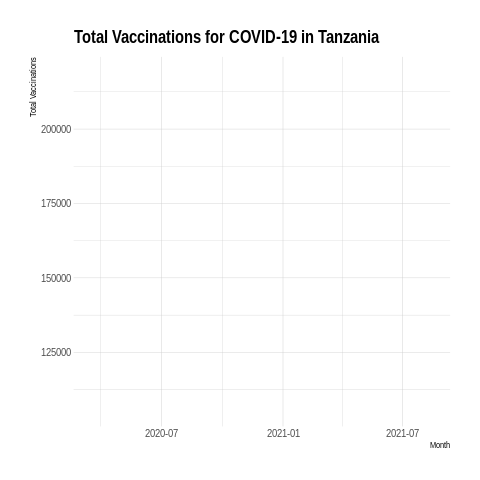 Total Vaccinations for COVID-19 in Tanzania
Total Vaccinations
200000
175000
150000
125000
2020-07
2021-01
2021-07
Month